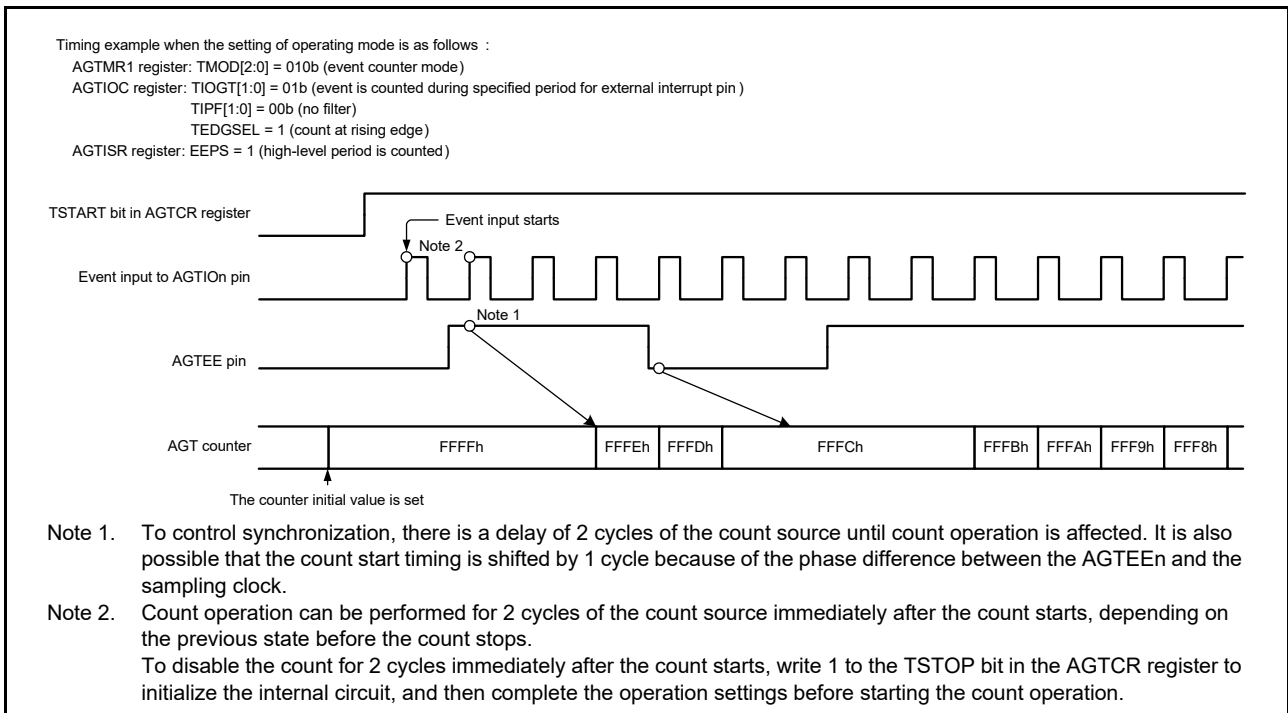 Timing example when the setting of operating mode is as follows :
AGTMR1 register: TMOD[2:0] = 010b (event counter mode)
AGTIOC register: TIOGT[1:0] = 01b (event is counted during specified period for external interrupt pin)
TIPF[1:0] = 00b (no filter)
TEDGSEL = 1 (count at rising edge)
AGTISR register: EEPS = 1 (high-level period is counted)
TSTART bit in AGTCR register
Event input starts
Note 2
Event input to AGTIOn pin
Note 1
AGTEE pin
AGT counter
FFFFh
FFFEh
FFFDh
FFFCh
FFFBh
FFFAh
FFF9h
FFF8h
The counter initial value is set
Note 1. To control synchronization, there is a delay of 2 cycles of the count source until count operation is affected. It is also
possible that the count start timing is shifted by 1 cycle because of the phase difference between the AGTEEn and the
sampling clock.
Note 2. Count operation can be performed for 2 cycles of the count source immediately after the count starts, depending on
the previous state before the count stops.
To disable the count for 2 cycles immediately after the count starts, write 1 to the TSTOP bit in the AGTCR register to
initialize the internal circuit, and then complete the operation settings before starting the count operation.